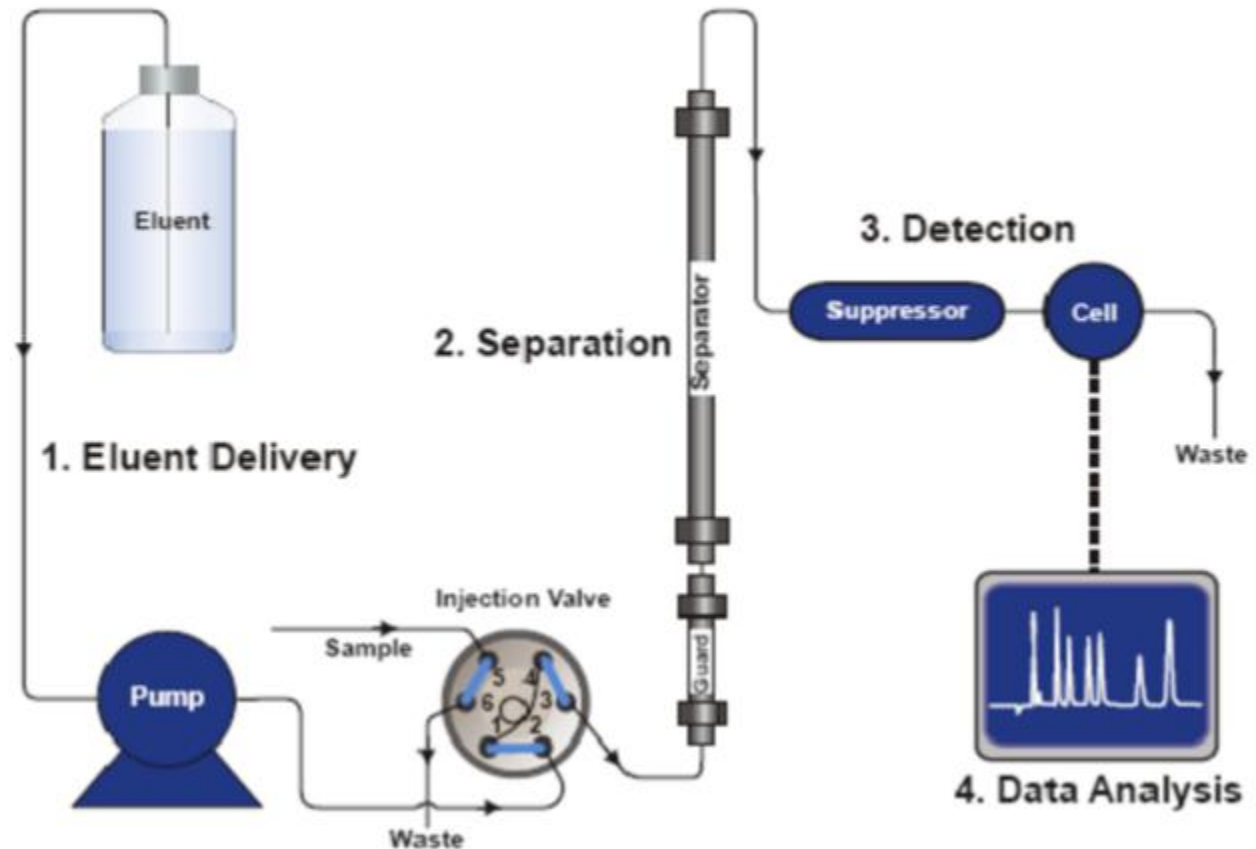 Eluent
1. Eluent Delivery
Pump
Sample
Injection Valve
5
4
6
3
1
2
Waste
2. Separation
Separator
Guard
3. Detection
Suppressor
Cell
Waste
4. Data Analysis